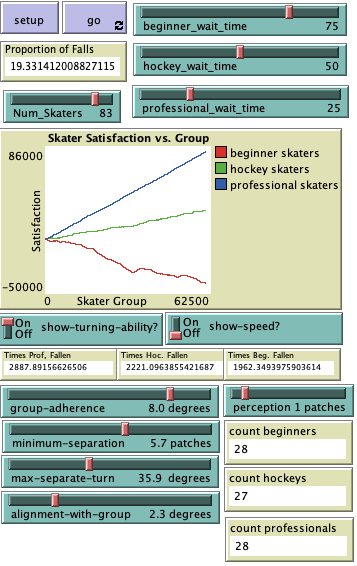 setup
go
beginner_wait_time 75
Proportion of Falls
19.331412008827115
hockey_wait_time 50
Num_Skaters 83
professional_wait_time 25
Skater Satisfaction vs. Group
86000
Satisfaction
-50000
0
Skater Group
62500
beginner skaters
hockey skaters
professional skaters
On
Off
show-turning-ability?
On
Off
show-speed?
Times Prof, Fallen
2887.89156626506
Times Hoc. Fallen
2221.0963855421687
Times Beg. Fallen
1962.3493975903614
group-adherence 8.0 degrees
perception 1 patches
minimum-separation 5.7 patches
count beginners
28
max-separate-turn 35.9 degrees
count hockeys
27
alignment-with-group 2.3 degrees
count professionals
28